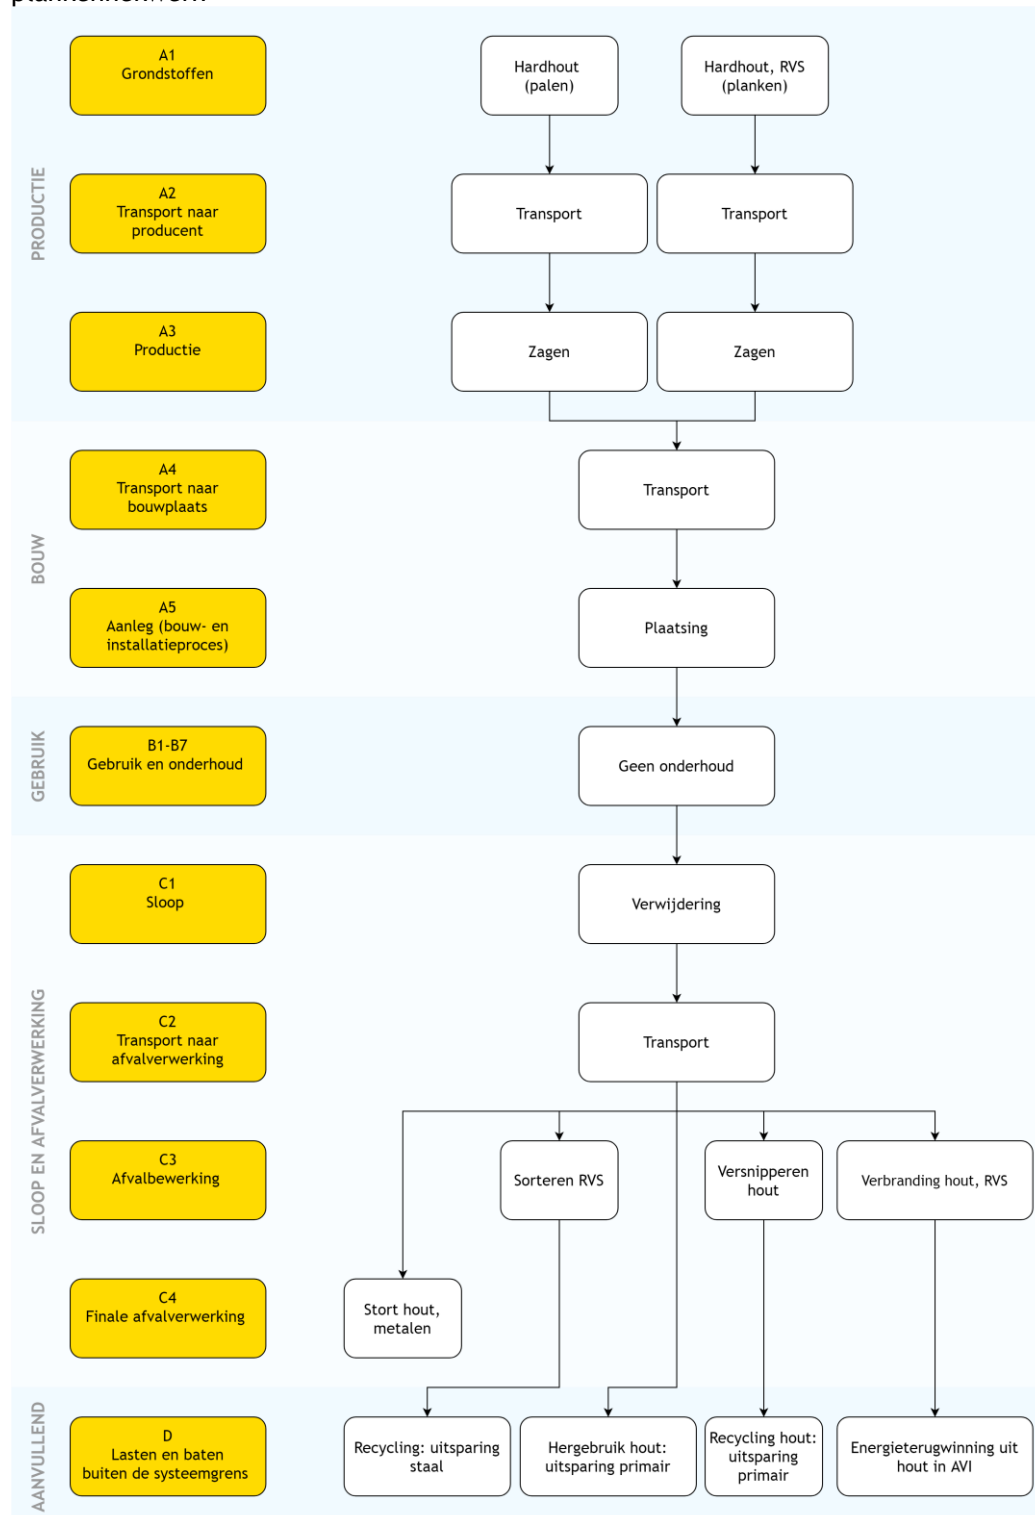 A1
Grondstoffen
Hardhout
(palen)
Hardhout, RVS
(planken)
PRODUCTIE
A2
Transport naar
producent
Transport
Transport
A3
Productie
Zagen
Zagen
BOUW
A4
Transport naar
bouwplaats
Transport
A5
Aanleg (bouw- en
installatieproces)
Plaatsing
GEBRUIK
B1-B7
Gebruik en onderhoud
Geen onderhoud
SLOOP EN AFVALVERWERKING
C1
Sloop
Verwijdering
C2
Transport naar
afvalverwerking
Transport
C3
Afvalbewerking
Sorteren RVS
Versnipperen
hout
Verbranding hout, RVS
C4
Finale afvalverwerking
Stort hout,
metalen
AANVULLEND
D
Lasten en baten
buiten de systeemgrens
Recycling: uitsparing
staal
Hergebruik hout:
uitsparing primair
Recycling hout:
uitsparing
primair
Energieterugwinning uit
hout in AVI